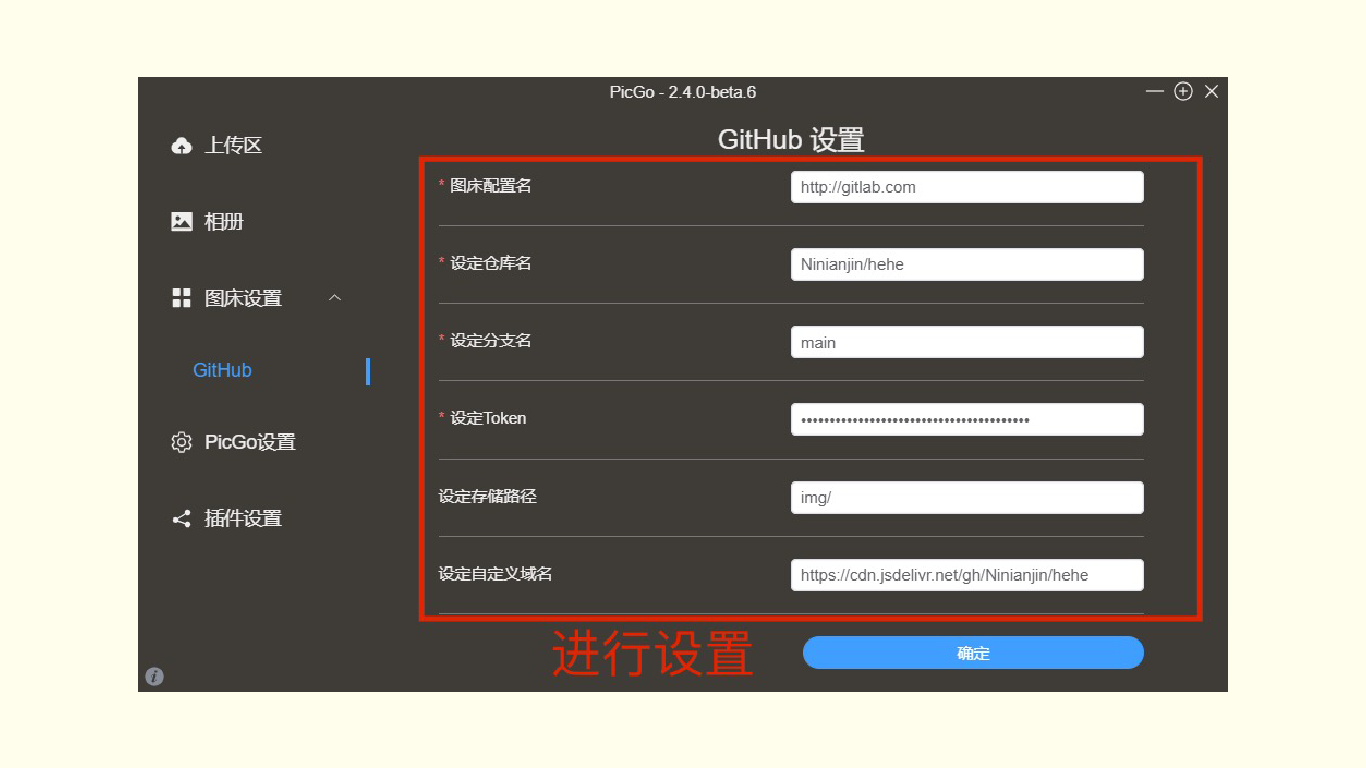 PicGo - 2.4.0-beta.6
上传区
相册
图床设置
GitHub
PicGo设置
插件设置
GitHub 设置
* 图床配置名
http://gitlab.com
* 设定仓库名
Ninianjin/hehe
* 设定分支名
main
* 设定Token
设定存储路径
img/
设定自定义域名
https://cdn.jsdelivr.net/gh/Ninianjin/hehe
进行设置
确定